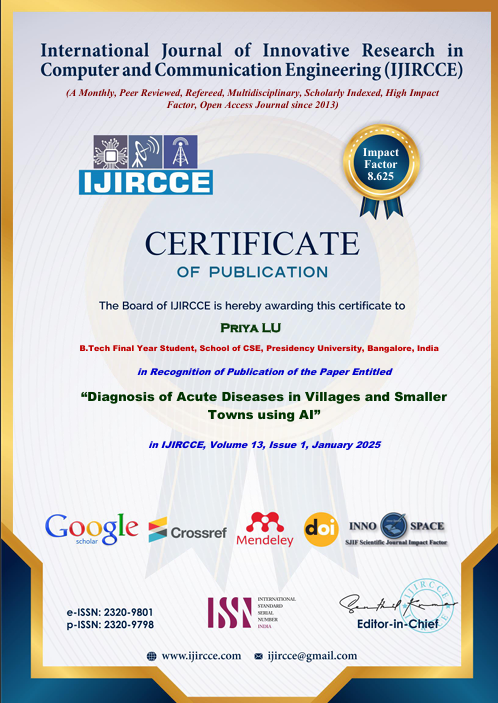 International Journal of Innovative Research in
Computer and Communication Engineering (IJIRCCE)
(A Monthly, Peer Reviewed, Refereed, Multidisciplinary, Scholarly Indexed, High Impact
Factor, Open Access Journal since 2013)
IJIRCCE
Impact
Factor
8.625
CERTIFICATE
OF PUBLICATION
The Board of IJIRCCE is hereby awarding this certificate to
PRIYA LU
B.Tech Final Year Student, School of CSE, Presidency University, Bangalore, India
in Recognition of Publication of the Paper Entitled
“Diagnosis of Acute Diseases in Villages and Smaller
Towns using AI”
in IJIRCCE, Volume 13, Issue 1, January 2025
Google
scholar
Crossref
Mendeley
doi
INNO SPACE
SJIF Scientific Journal Impact Factor
e-ISSN: 2320-9801
p-ISSN: 2320-9798
ISSN
INTERNATIONAL
STANDARD
SERIAL
NUMBER
INDIA
IJIRCCE
Editor-in-Chief
www.ijircce.com ijircce@gmail.com